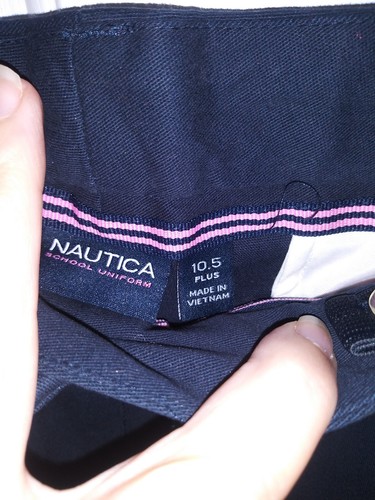 NAUTICA
SCHOOL UNIFORM
10.5
PLUS
MADE IN
VIETNAM